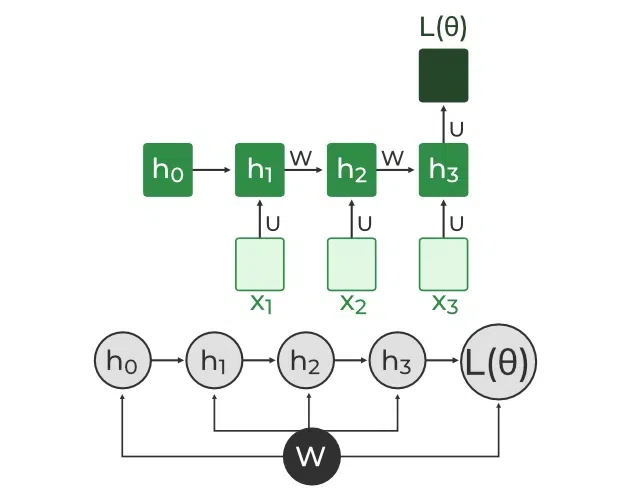 L(θ)
U
h₀ h₁ W h₂ W h₃
U U U
x₁ x₂ x₃
h₀ h₁ h₂ h₃ L(θ)
W